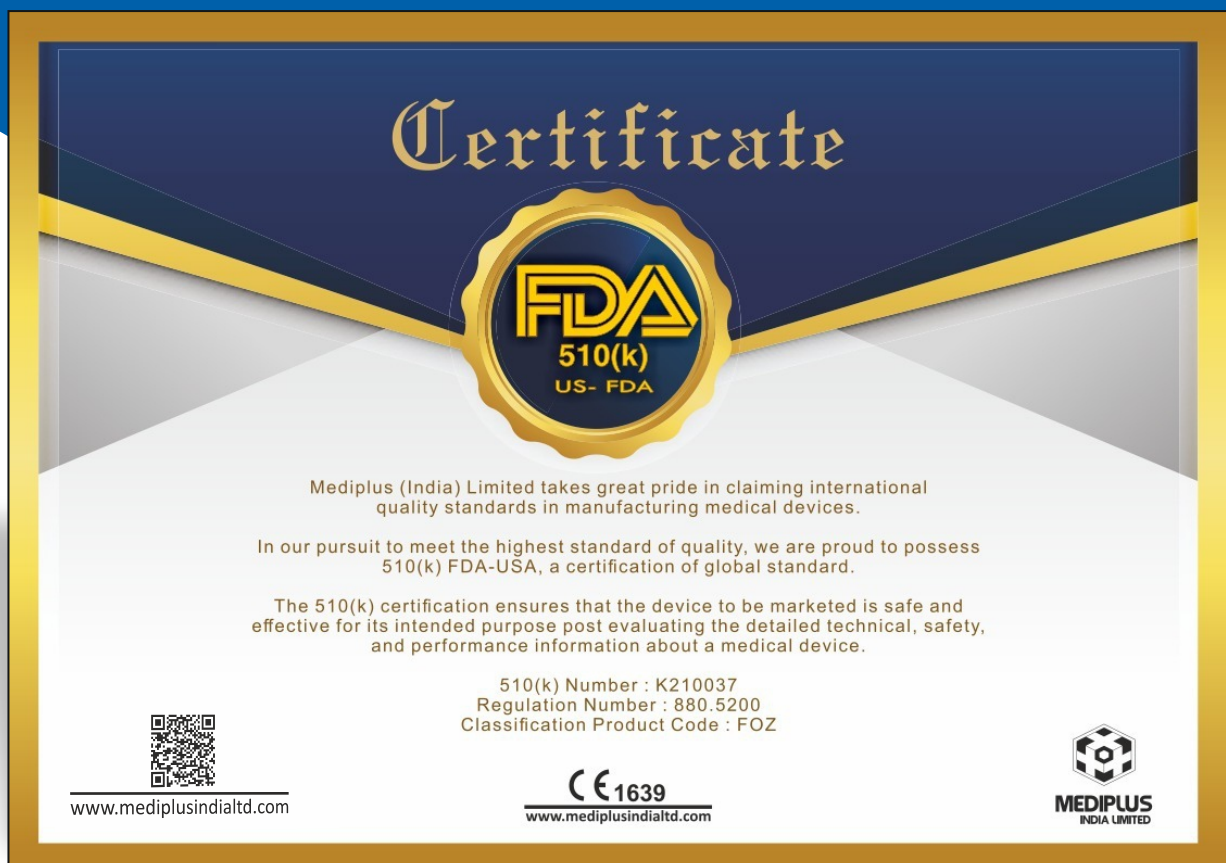 Certificate
FDA
510(k)
US- FDA
Mediplus (India) Limited takes great pride in claiming international
quality standards in manufacturing medical devices.
In our pursuit to meet the highest standard of quality, we are proud to possess
510(k) FDA-USA, a certification of global standard.
The 510(k) certification ensures that the device to be marketed is safe and
effective for its intended purpose post evaluating the detailed technical, safety,
and performance information about a medical device.
510(k) Number : K210037
Regulation Number : 880.5200
Classification Product Code : FOZ
www.mediplusindialtd.com
CE 1639
www.mediplusindialtd.com
MEDIPLUS
INDIA LIMITED